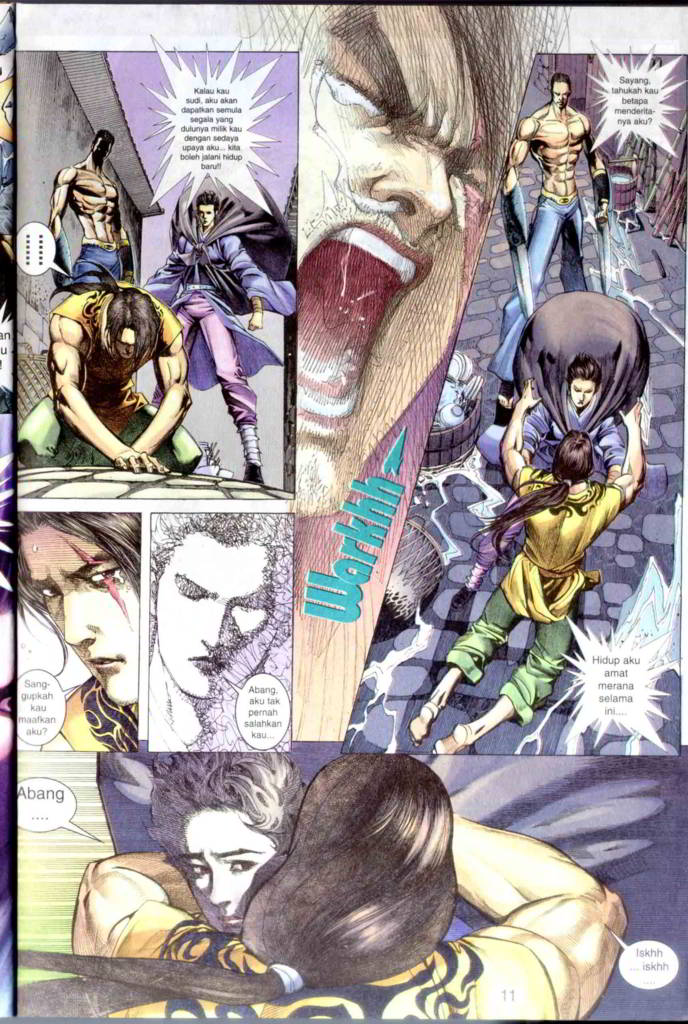 Kalau kau
sudi, aku akan
dapatkan semula
segala yang
dulunya milik kau
dengan sedaya
upaya aku... kita
boleh jalani hidup
baru!!
Warkhh
Sayang,
tahukah kau
betapa
menderita-
nya aku?
Hidup aku
amat
merana
selama
ini....
Sang-
gupkah
kau
maafkan
aku?
Abang,
aku tak
pernah
salahkan
kau...
Abang
....
Iskhh
... iskhh
....
11